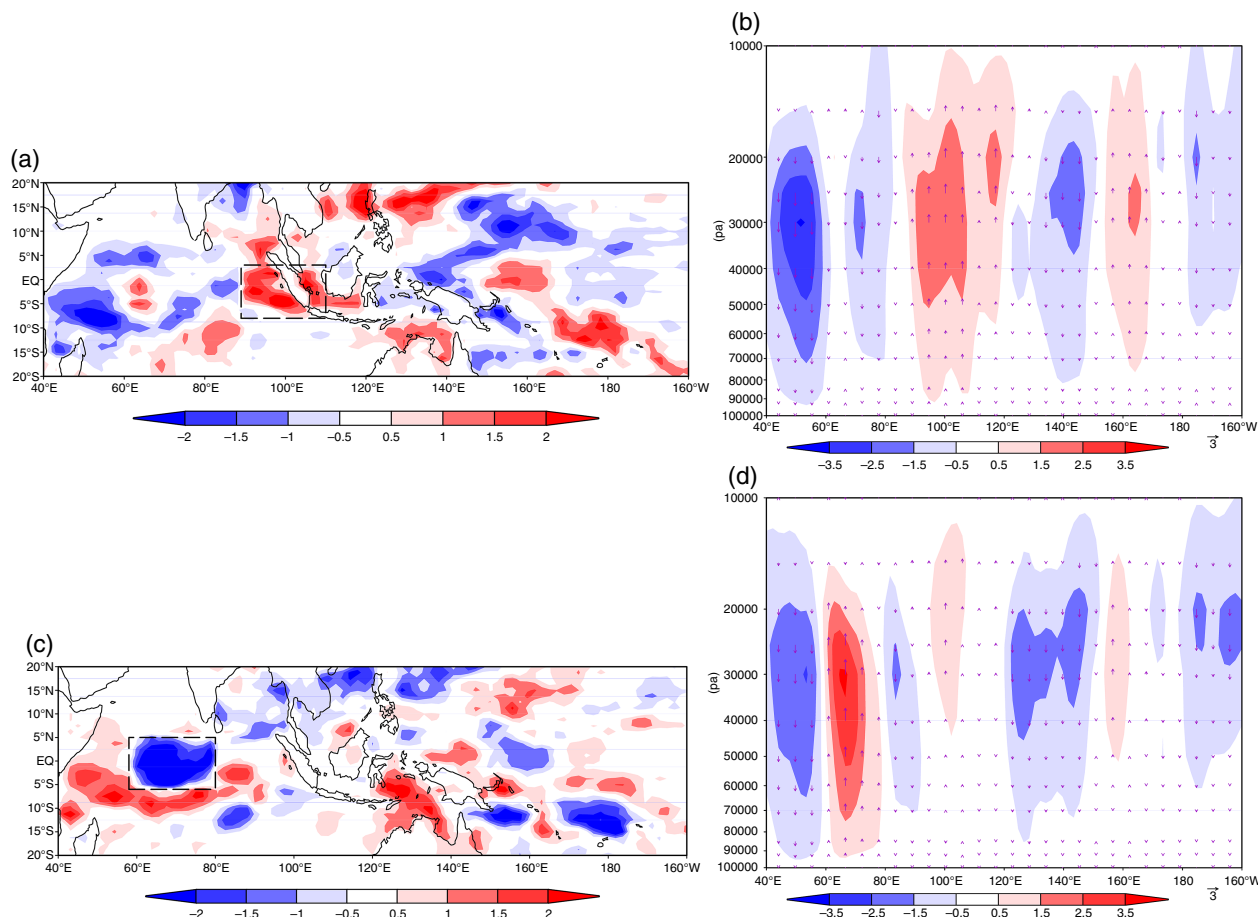 (a)
20°N
15°N
10°N
5°N
EQ
5°S
10°S
15°S
20°S
40°E 60°E 80°E 100°E 120°E 140°E 160°E 180° 160°W
−2 −1.5 −1 −0.5 0.5 1 1.5 2
(b)
10000
20000
30000
(pa)
40000
50000
60000
70000
80000
90000
100000
40°E 60°E 80°E 100°E 120°E 140°E 160°E 180° 160°W
−3.5 −2.5 −1.5 −0.5 0.5 1.5 2.5 3.5
3
(c)
20°N
15°N
10°N
5°N
EQ
5°S
10°S
15°S
20°S
40°E 60°E 80°E 100°E 120°E 140°E 160°E 180° 160°W
−2 −1.5 −1 −0.5 0.5 1 1.5 2
(d)
10000
20000
30000
(pa)
40000
50000
60000
70000
80000
90000
100000
40°E 60°E 80°E 100°E 120°E 140°E 160°E 180° 160°W
−3.5 −2.5 −1.5 −0.5 0.5 1.5 2.5 3.5
3